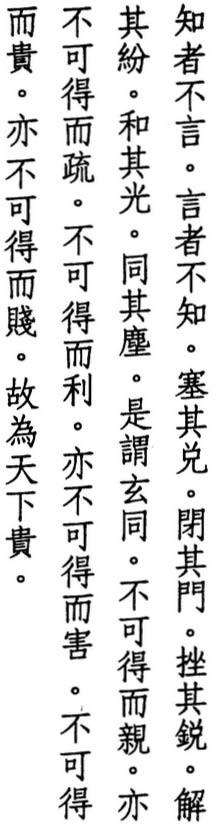 知者不言。言者不知。塞其兑。閉其門。挫其鋭。解
其紛。和其光。同其塵。是謂玄同。不可得而親。亦
不可得而疏。不可得而利。亦不可得而害。不可得
而貴。亦不可得而賤。故為天下貴。